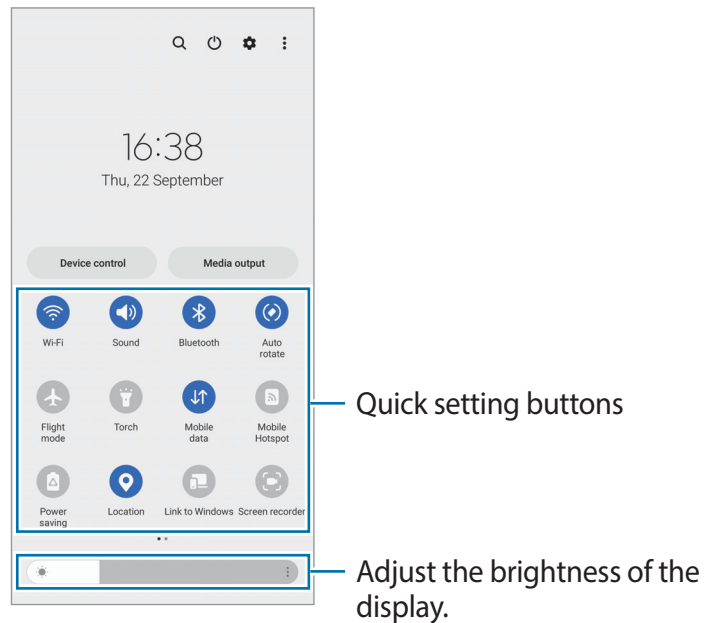 16:38
Thu, 22 September
Device control Media output
Wi-Fi Sound Bluetooth Auto
rotate
Flight
mode
Torch
Mobile
data
Mobile
Hotspot
Power
saving
Location Link to Windows Screen recorder
Quick setting buttons
Adjust the brightness of the
display.